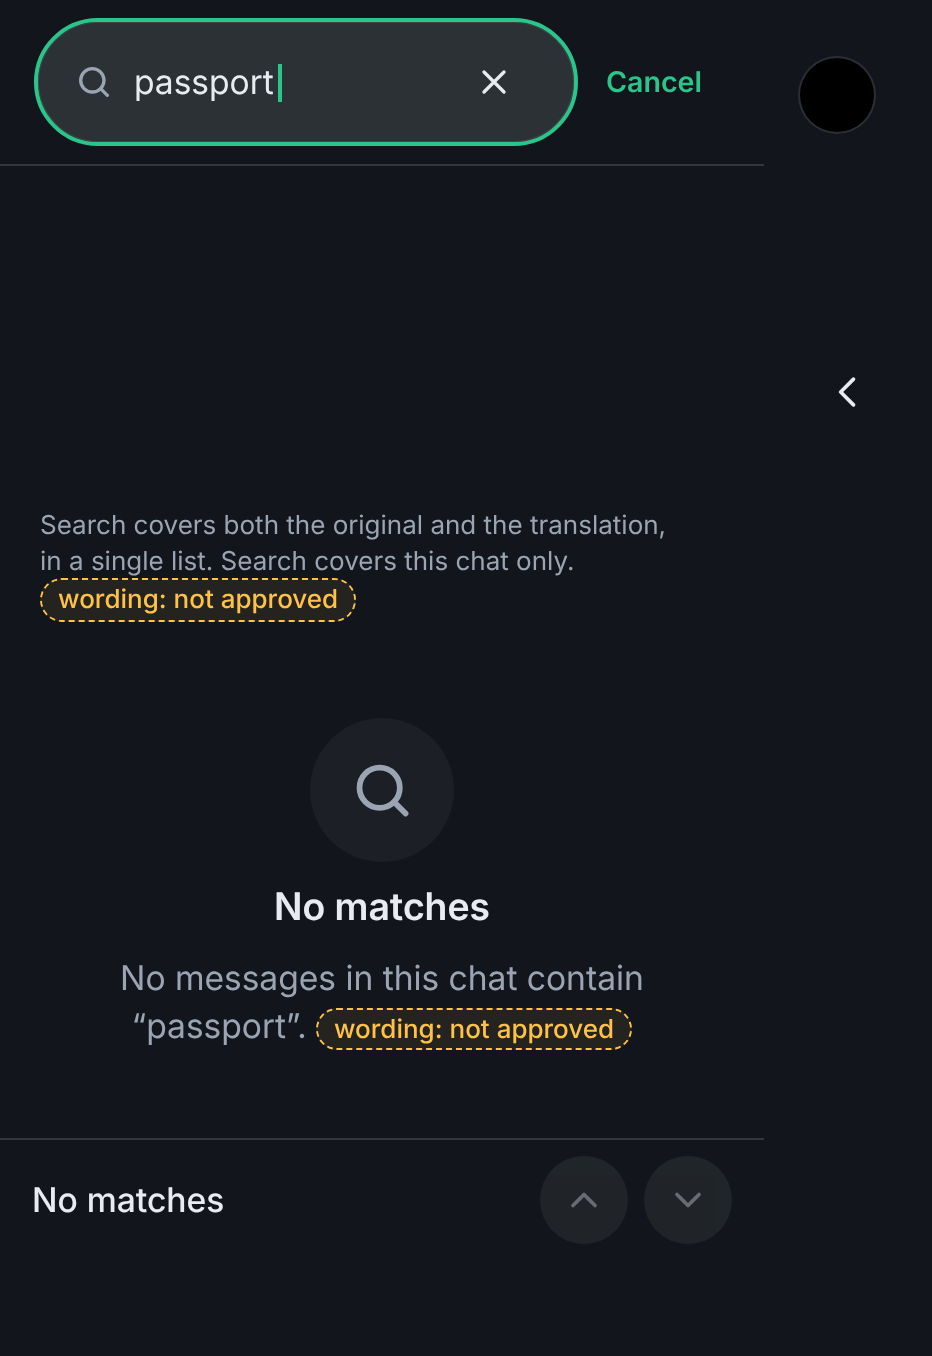 passport
Cancel
Search covers both the original and the translation,
in a single list. Search covers this chat only.
wording: not approved
No matches
No messages in this chat contain
“passport”. wording: not approved
No matches